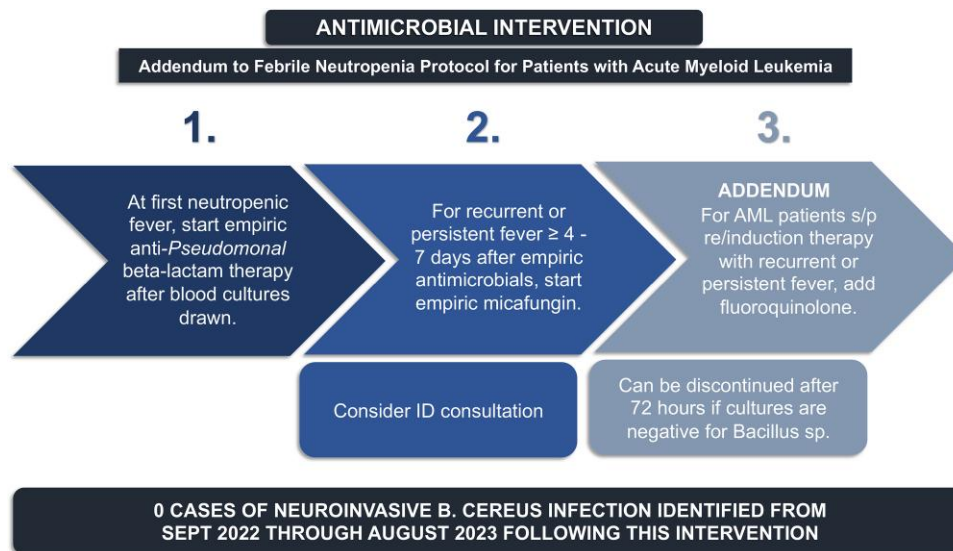 ANTIMICROBIAL INTERVENTION
Addendum to Febrile Neutropenia Protocol for Patients with Acute Myeloid Leukemia
1.
At first neutropenic
fever, start empiric
anti-Pseudomonal
beta-lactam therapy
after blood cultures
drawn.
2.
For recurrent or
persistent fever ≥ 4 -
7 days after empiric
antimicrobials, start
empiric micafungin.
Consider ID consultation
3.
ADDENDUM
For AML patients s/p
re/induction therapy
with recurrent or
persistent fever, add
fluoroquinolone.
Can be discontinued after
72 hours if cultures are
negative for Bacillus sp.
0 CASES OF NEUROINVASIVE B. CEREUS INFECTION IDENTIFIED FROM
SEPT 2022 THROUGH AUGUST 2023 FOLLOWING THIS INTERVENTION